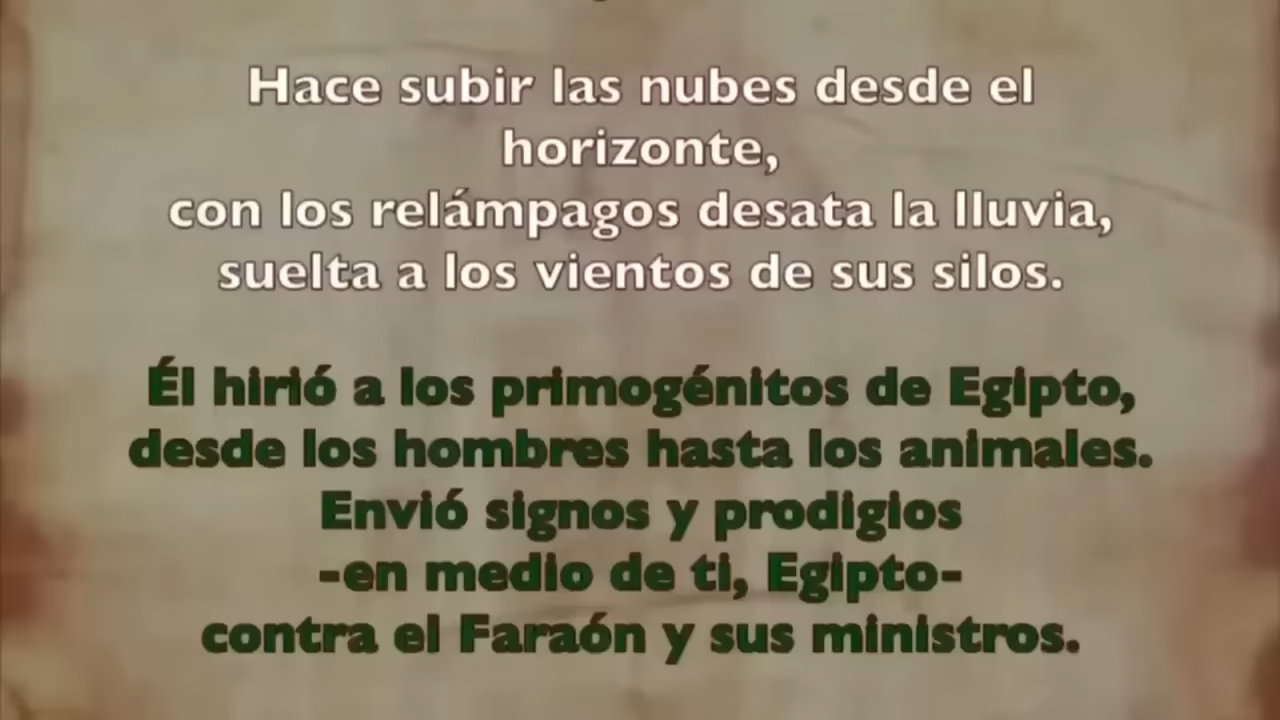 Hace subir las nubes desde el
horizonte,
con los relámpagos desata la lluvia,
suelta a los vientos de sus silos.
Él hirió a los primogénitos de Egipto,
desde los hombres hasta los animales.
Envió signos y prodigios
-en medio de ti, Egipto-
contra el Faraón y sus ministros.